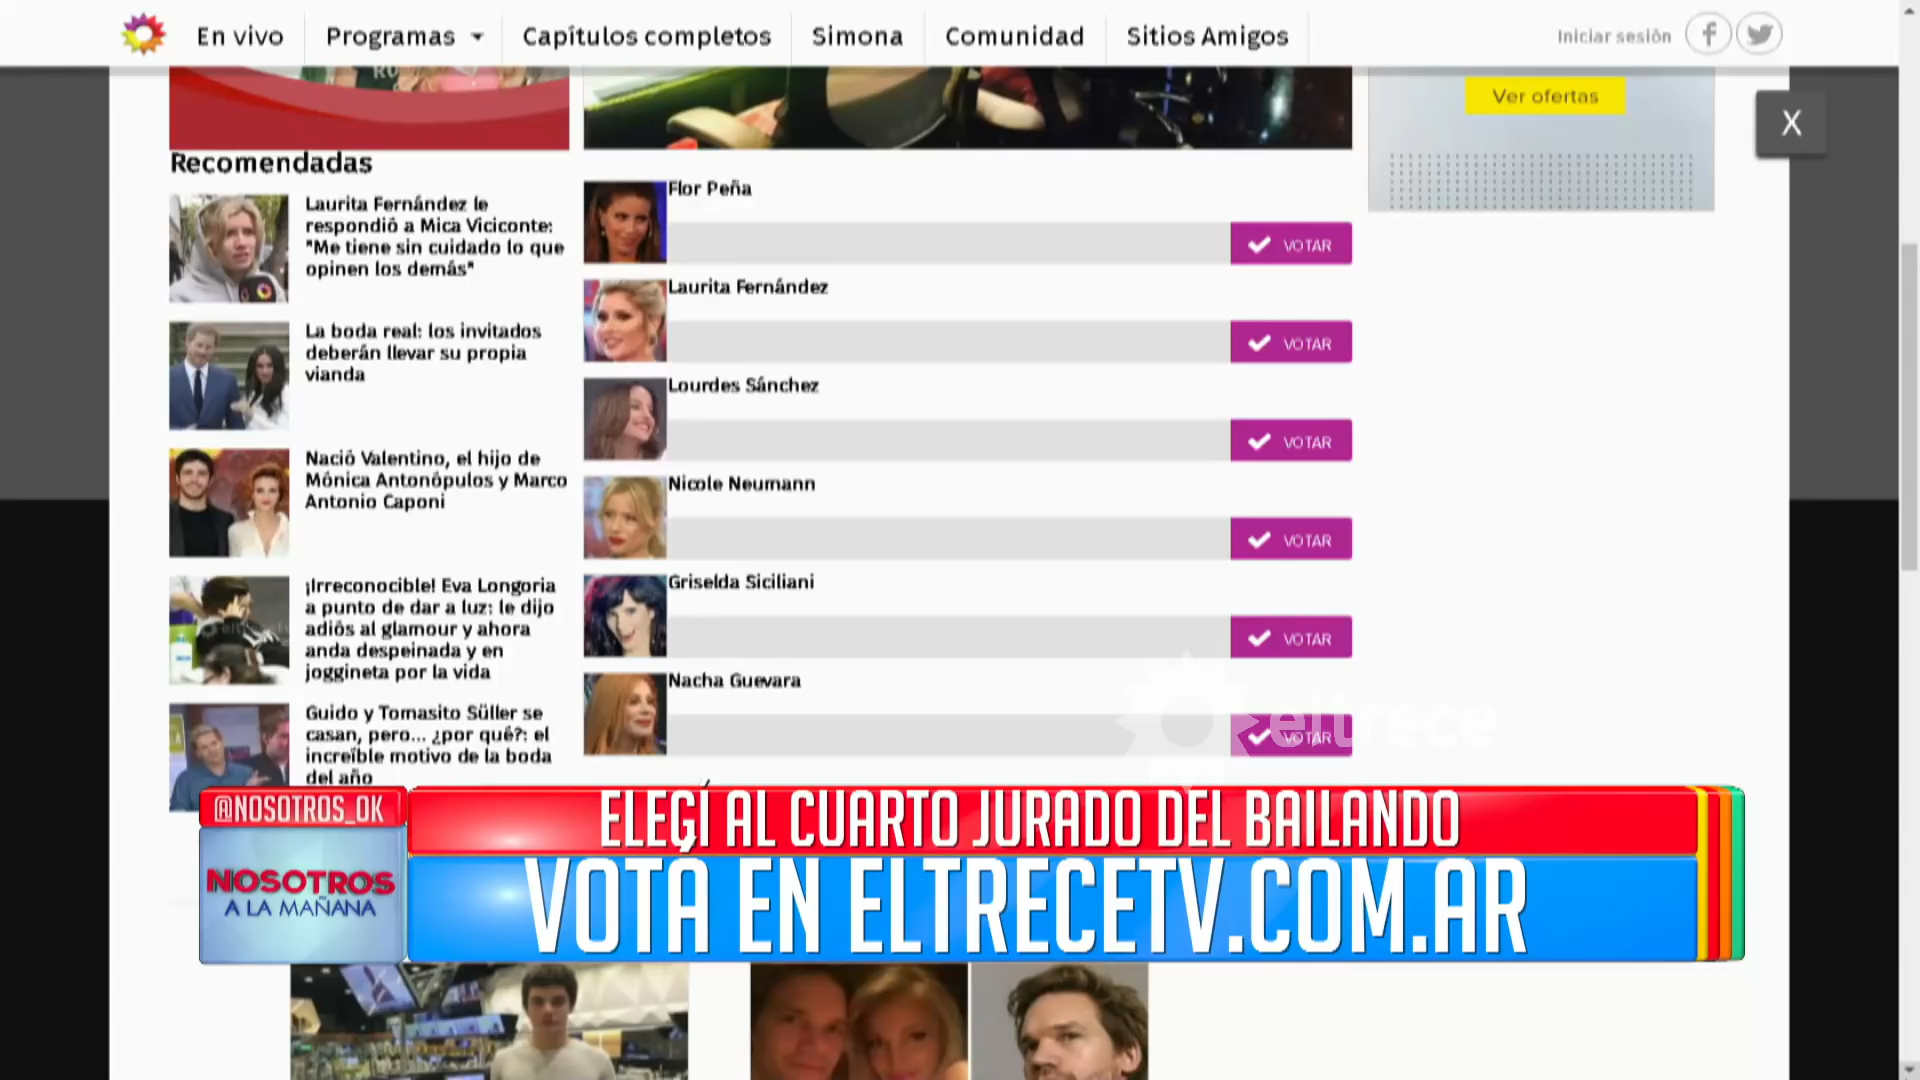 En vivo
Programas
Capítulos completos
Simona
Comunidad
Sitios Amigos
Iniciar sesión
Ver ofertas
X
Recomendadas
Laurita Fernández le
respondió a Mica Viciconte:
"Me tiene sin cuidado lo que
opinen los demás"
La boda real: los invitados
deberán llevar su propia
vianda
Nació Valentino, el hijo de
Mónica Antonópulos y Marco
Antonio Caponi
¡Irreconocible! Eva Longoria
a punto de dar a luz: le dijo
adiós al glamour y ahora
anda despeinada y en
joggineta por la vida
Guido y Tomasito Süller se
casan, pero... ¿por qué?: el
increíble motivo de la boda
del año
Flor Peña
VOTAR
Laurita Fernández
VOTAR
Lourdes Sánchez
VOTAR
Nicole Neumann
VOTAR
Griselda Siciliani
VOTAR
Nacha Guevara
VOTAR
eltrece
@NOSOTROS_OK
NOSOTROS
A LA MAÑANA
ELEGÍ AL CUARTO JURADO DEL BAILANDO
VOTÁ EN ELTRECETV.COM.AR